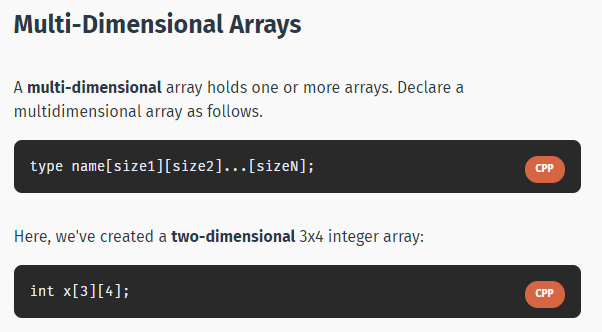 Multi-Dimensional Arrays
A multi-dimensional array holds one or more arrays. Declare a
multidimensional array as follows.
type name[size1][size2]...[sizeN];
CPP
Here, we've created a two-dimensional 3x4 integer array:
int x[3][4];
CPP